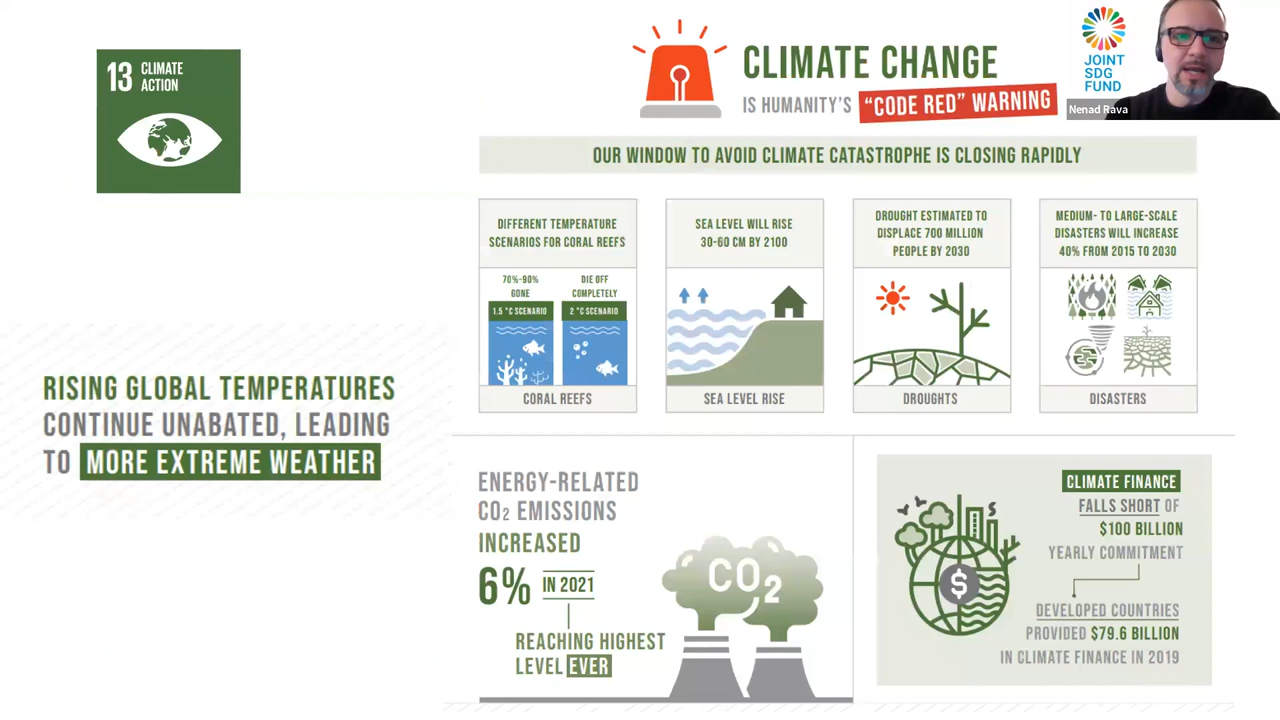 13 CLIMATE
ACTION
CLIMATE CHANGE
IS HUMANITY'S “CODE RED” WARNING
JOINT
SDG
FUND
Nenad Rava
OUR WINDOW TO AVOID CLIMATE CATASTROPHE IS CLOSING RAPIDLY
DIFFERENT TEMPERATURE
SCENARIOS FOR CORAL REEFS
70%-90%
GONE
1.5 °C SCENARIO
DIE OFF
COMPLETELY
2 °C SCENARIO
CORAL REEFS
SEA LEVEL WILL RISE
30-60 CM BY 2100
SEA LEVEL RISE
DROUGHT ESTIMATED TO
DISPLACE 700 MILLION
PEOPLE BY 2030
DROUGHTS
MEDIUM- TO LARGE-SCALE
DISASTERS WILL INCREASE
40% FROM 2015 TO 2030
DISASTERS
RISING GLOBAL TEMPERATURES
CONTINUE UNABATED, LEADING
TO MORE EXTREME WEATHER
ENERGY-RELATED
CO₂ EMISSIONS
INCREASED
6% IN 2021
REACHING HIGHEST
LEVEL EVER
CO₂
$
CLIMATE FINANCE
FALLS SHORT OF
$100 BILLION
YEARLY COMMITMENT
DEVELOPED COUNTRIES
PROVIDED $79.6 BILLION
IN CLIMATE FINANCE IN 2019